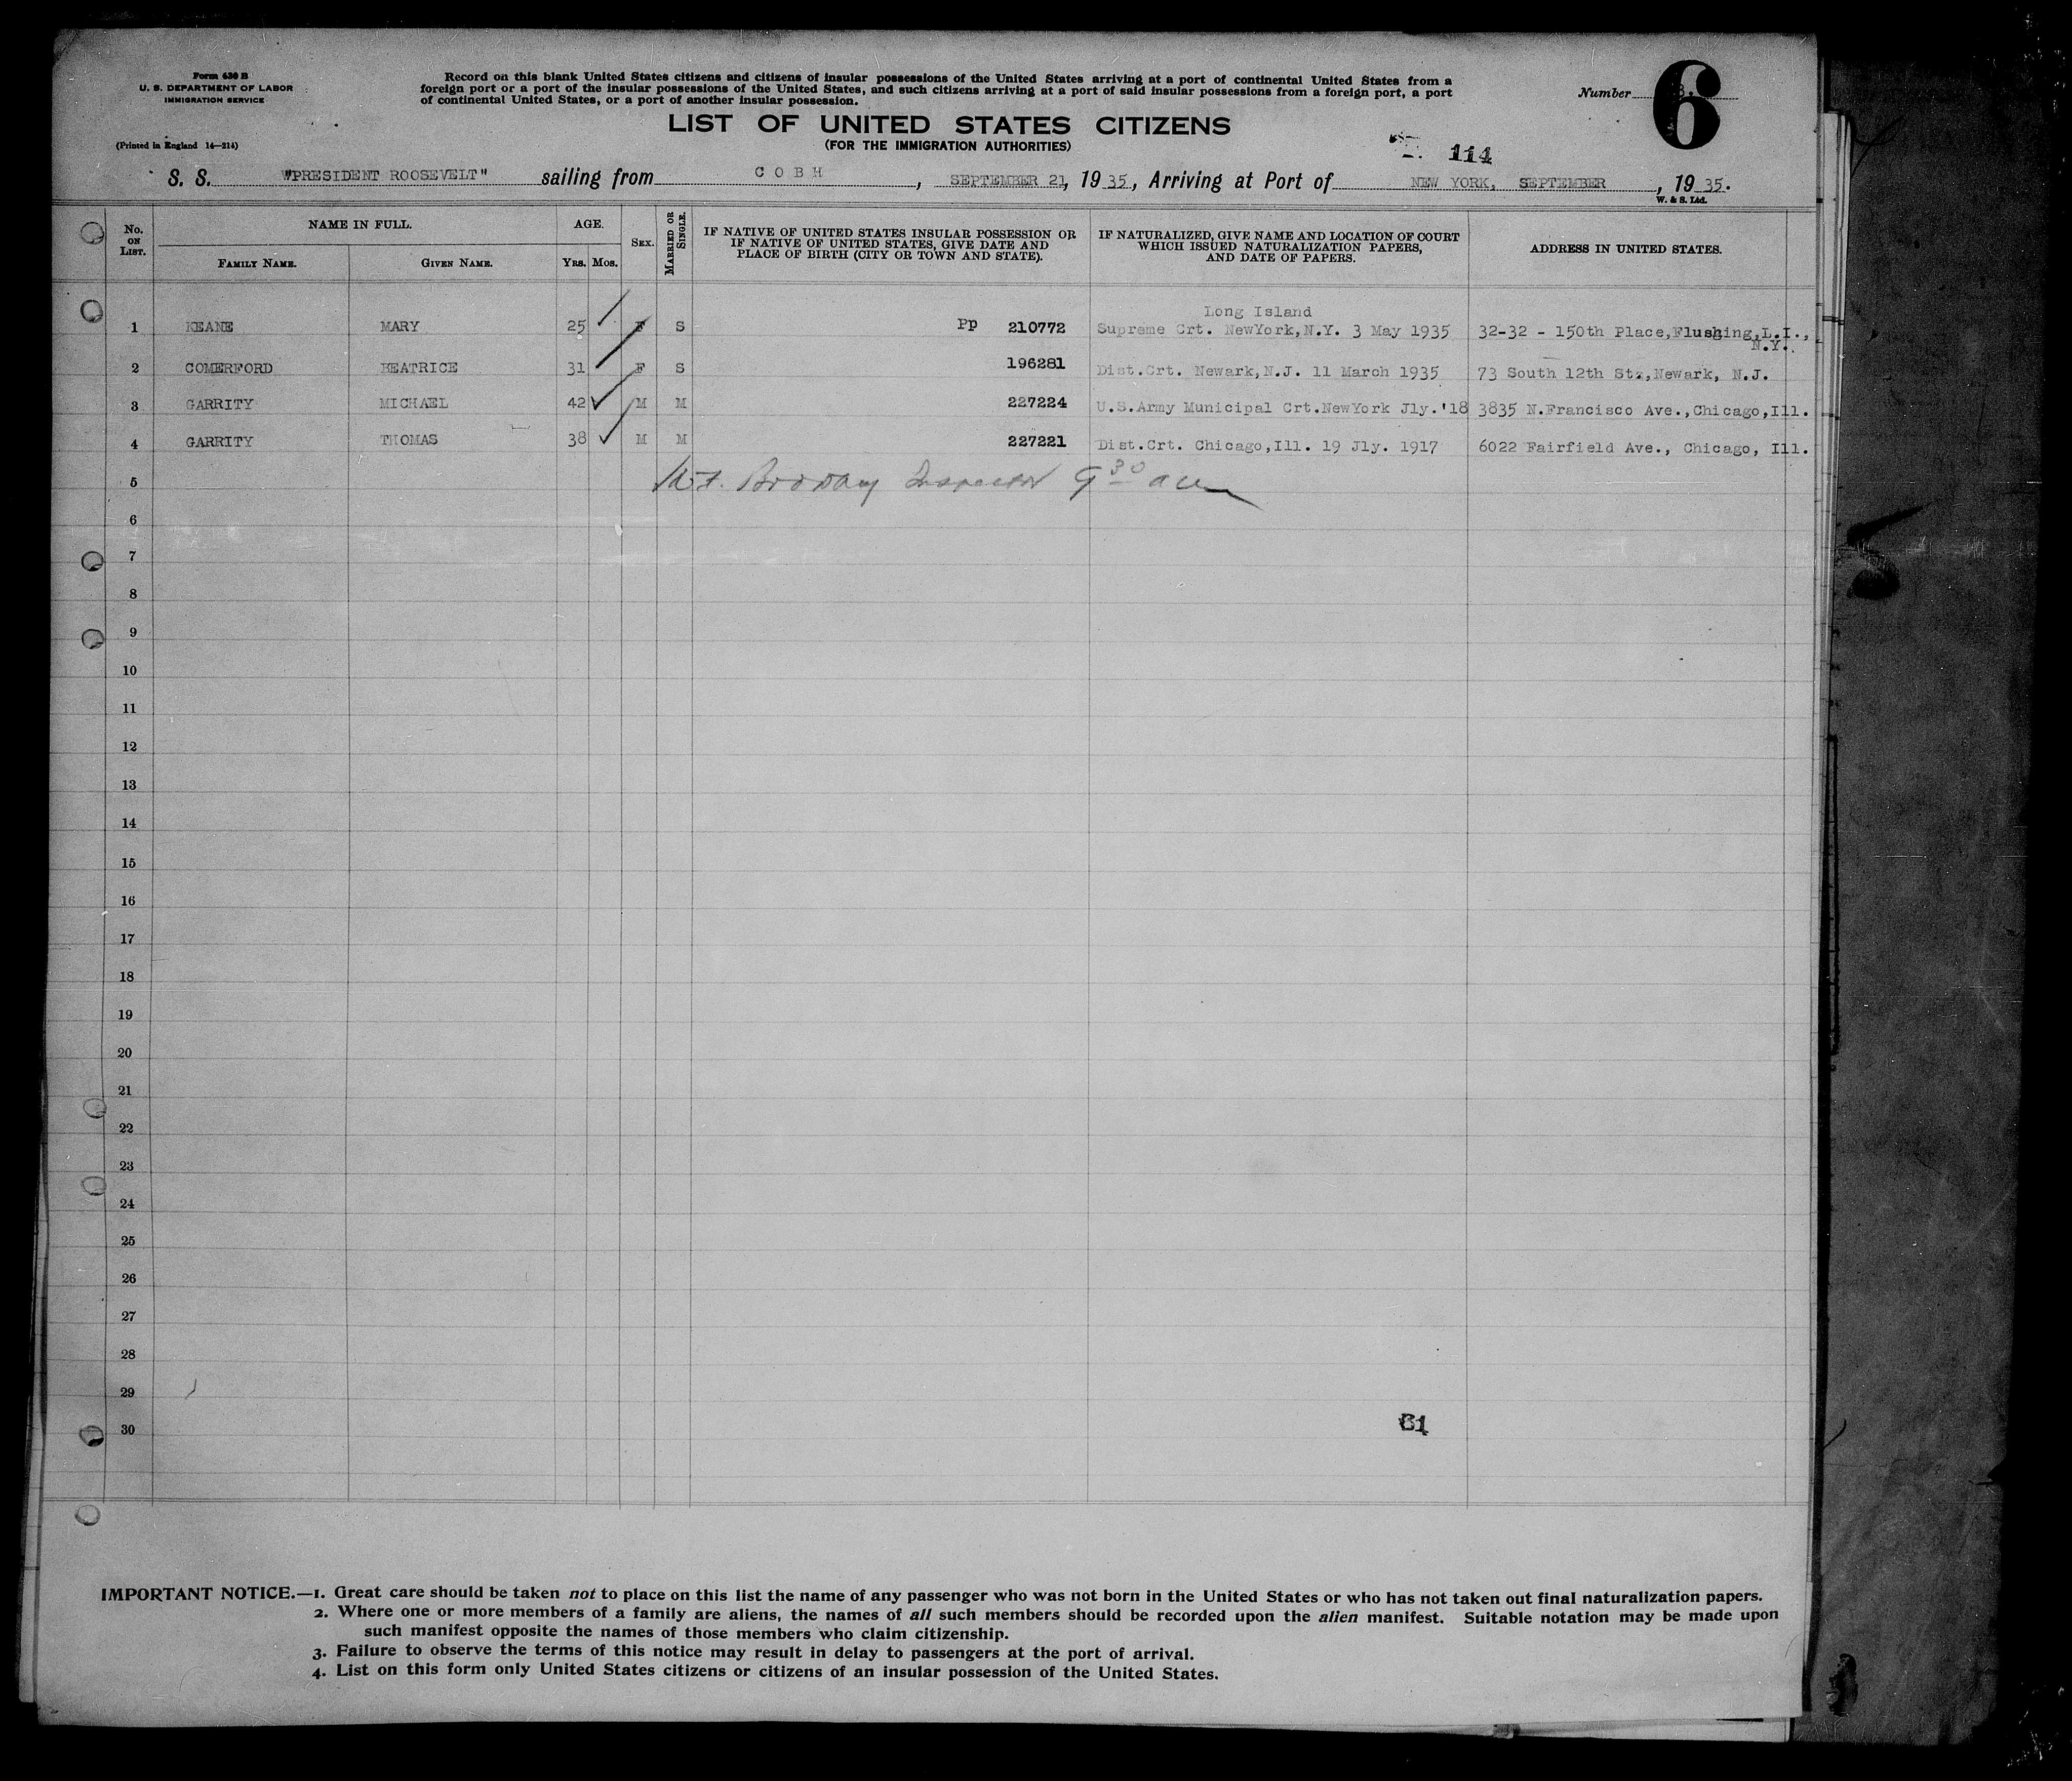 Form 630 B
U. S. DEPARTMENT OF LABOR
IMMIGRATION SERVICE
(Printed in England 14—214)
Record on this blank United States citizens and citizens of insular possessions of the United States arriving at a port of continental United States from a
foreign port or a port of the insular possessions of the United States, and such citizens arriving at a port of said insular possessions from a foreign port, a port
of continental United States, or a port of another insular possession.
Number 6
LIST OF UNITED STATES CITIZENS
(FOR THE IMMIGRATION AUTHORITIES)
114
S. S. "PRESIDENT ROOSEVELT" sailing from COBH, SEPTEMBER 21, 1935, Arriving at Port of NEW YORK, SEPTEMBER, 1935.
W. & S. Ltd.
No. ON LIST. NAME IN FULL. FAMILY NAME. GIVEN NAME. AGE. YRS. MOS. SEX. MARRIED OR SINGLE. IF NATIVE OF UNITED STATES INSULAR POSSESSION OR IF NATIVE OF UNITED STATES, GIVE DATE AND PLACE OF BIRTH (CITY OR TOWN AND STATE). IF NATURALIZED, GIVE NAME AND LOCATION OF COURT WHICH ISSUED NATURALIZATION PAPERS, AND DATE OF PAPERS. ADDRESS IN UNITED STATES.
Long Island
1 KEANE MARY 25 F S Pp 210772 Supreme Crt. NewYork,N.Y. 3 May 1935 32-32 - 150th Place,Flushing,L.I.,
N.Y.
2 COMERFORD BEATRICE 31 F S 196281 Dist.Crt. Newark,N.J. 11 March 1935 73 South 12th St.,Newark, N.J.
3 GARRITY MICHAEL 42 M M 227224 U.S.Army Municipal Crt.NewYork Jly.'18 3835 N.Francisco Ave.,Chicago,Ill.
4 GARRITY THOMAS 38 M M 227221 Dist.Crt. Chicago,Ill. 19 Jly. 1917 6022 Fairfield Ave., Chicago, Ill.
5 Inspector 9 30 am
6
7
8
9
10
11
12
13
14
15
16
17
18
19
20
21
22
23
24
25
26
27
28
29
30
IMPORTANT NOTICE.—1. Great care should be taken not to place on this list the name of any passenger who was not born in the United States or who has not taken out final naturalization papers.
2. Where one or more members of a family are aliens, the names of all such members should be recorded upon the alien manifest. Suitable notation may be made upon
such manifest opposite the names of those members who claim citizenship.
3. Failure to observe the terms of this notice may result in delay to passengers at the port of arrival.
4. List on this form only United States citizens or citizens of an insular possession of the United States.